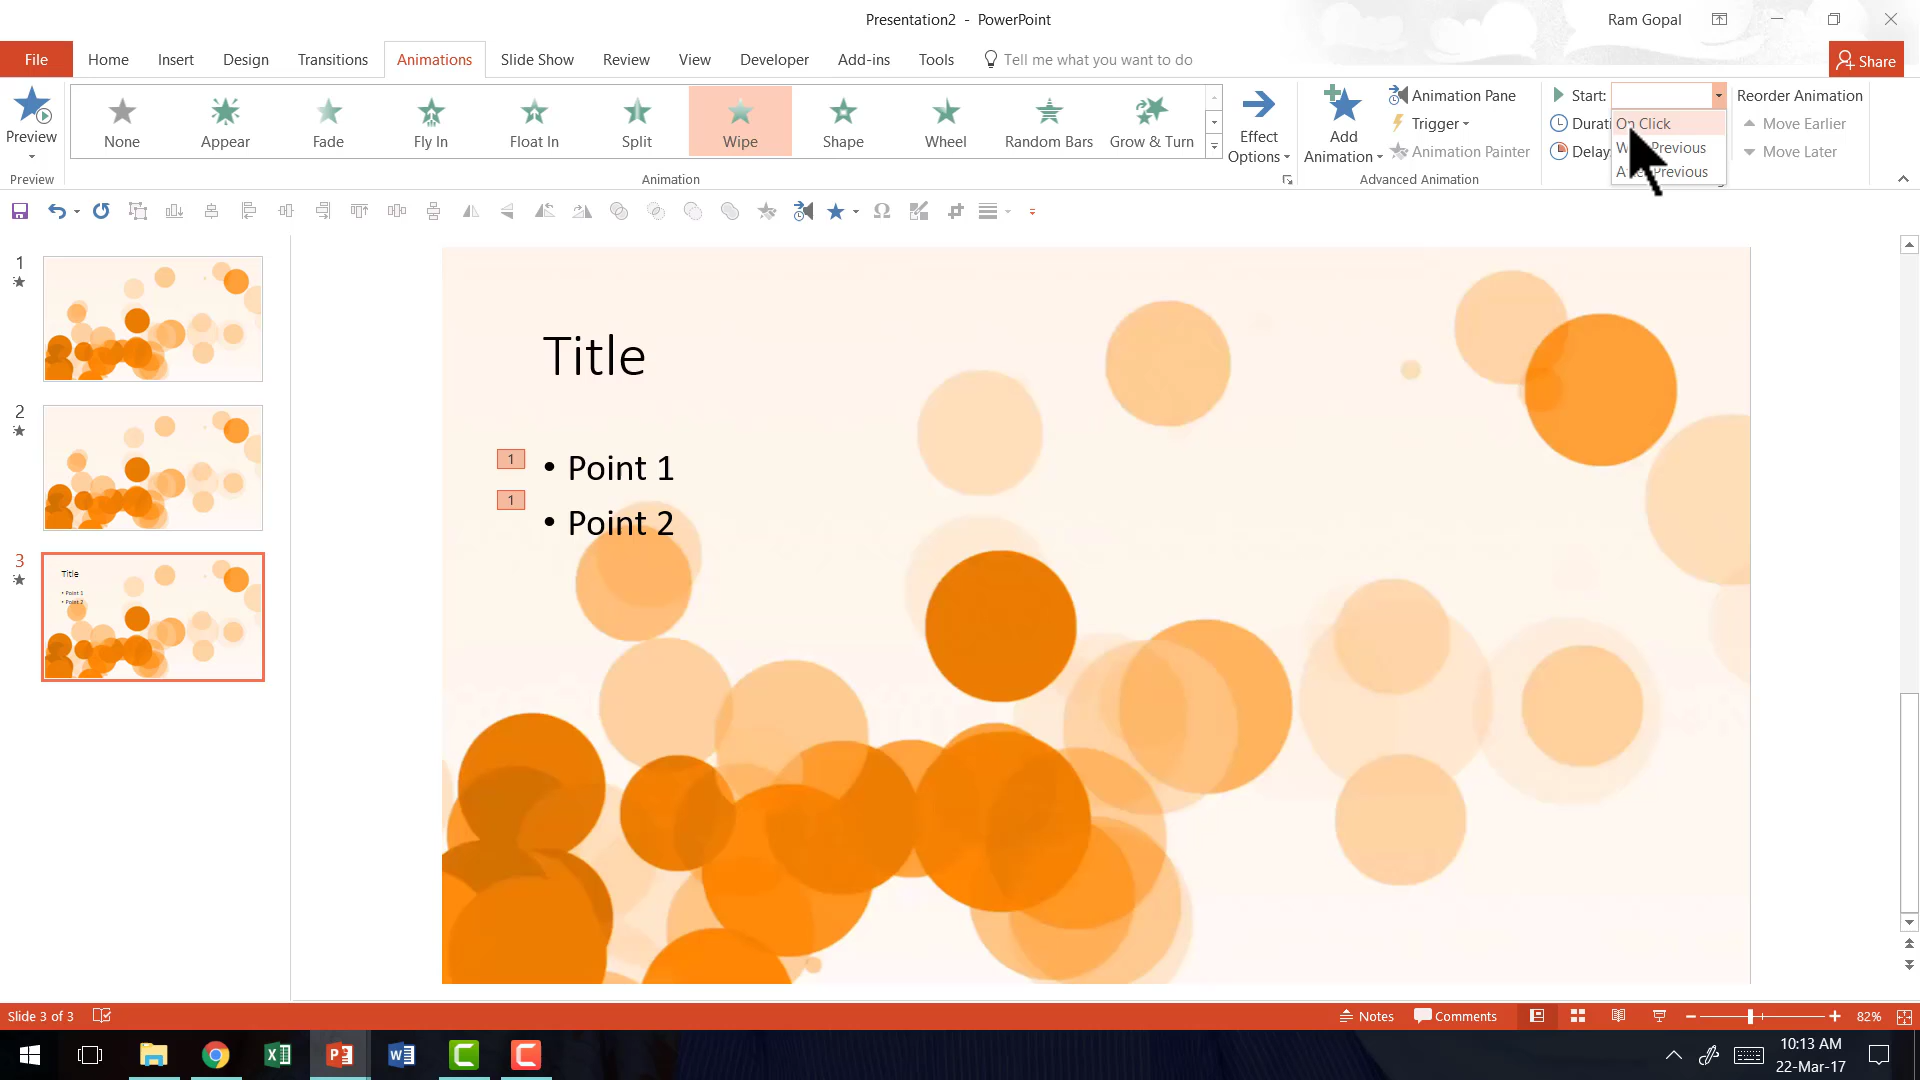 Presentation2 - PowerPoint
Ram Gopal
File
Home
Insert
Design
Transitions
Animations
Slide Show
Review
View
Developer
Add-ins
Tools
Tell me what you want to do
Share
Preview
None
Appear
Fade
Fly In
Float In
Split
Wipe
Shape
Wheel
Random Bars
Grow & Turn
Effect
Options
Add
Animation
Animation Pane
Trigger
Animation Painter
Start:
On Click
Previous
Previous
Delay
Reorder Animation
Move Earlier
Move Later
Preview
Animation
Advanced Animation
1
2
3
Title
• Point 1
• Point 2
Title
1
• Point 1
1
• Point 2
Slide 3 of 3
Notes
Comments
82%
10:13 AM
22-Mar-17